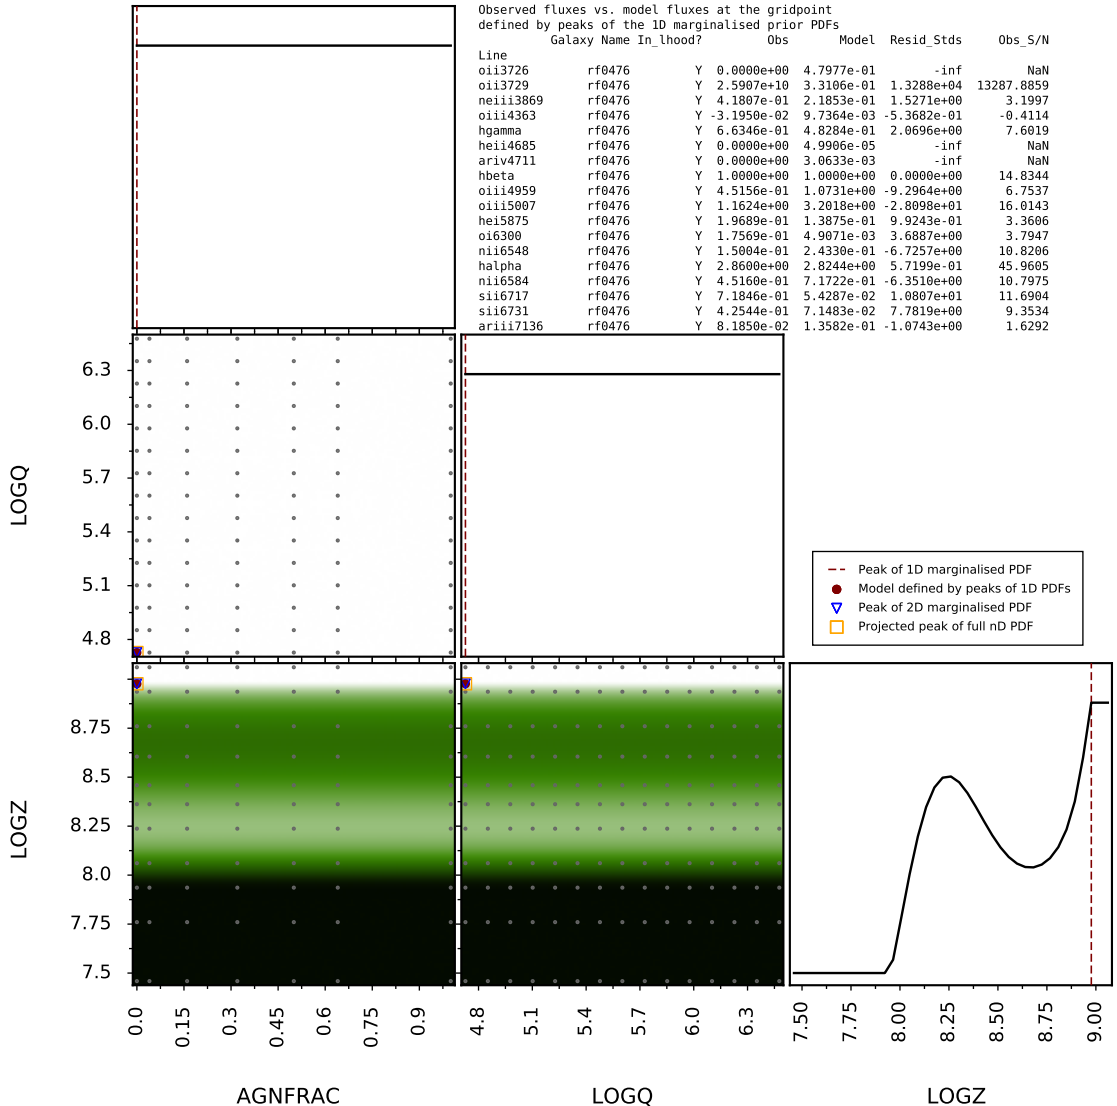 Observed fluxes vs. model fluxes at the gridpoint
defined by peaks of the 1D marginalised prior PDFs
Galaxy Name In_lhood? Obs Model Resid_Stds Obs_S/N
Line
oii3726 rf0476 Y 0.0000e+00 4.7977e-01 -inf NaN
oii3729 rf0476 Y 2.5907e+10 3.3106e-01 1.3288e+04 13287.8859
neiii3869 rf0476 Y 4.1807e-01 2.1853e-01 1.5271e+00 3.1997
oiii4363 rf0476 Y -3.1950e-02 9.7364e-03 -5.3682e-01 -0.4114
hgamma rf0476 Y 6.6346e-01 4.8284e-01 2.0696e+00 7.6019
heii4685 rf0476 Y 0.0000e+00 4.9906e-05 -inf NaN
ariv4711 rf0476 Y 0.0000e+00 3.0633e-03 -inf NaN
hbeta rf0476 Y 1.0000e+00 1.0000e+00 0.0000e+00 14.8344
oiii4959 rf0476 Y 4.5156e-01 1.0731e+00 -9.2964e+00 6.7537
oiii5007 rf0476 Y 1.1624e+00 3.2018e+00 -2.8098e+01 16.0143
hei5875 rf0476 Y 1.9689e-01 1.3875e-01 9.9243e-01 3.3606
oi6300 rf0476 Y 1.7569e-01 4.9071e-03 3.6887e+00 3.7947
nii6548 rf0476 Y 1.5004e-01 2.4330e-01 -6.7257e+00 10.8206
halpha rf0476 Y 2.8600e+00 2.8244e+00 5.7199e-01 45.9605
nii6584 rf0476 Y 4.5160e-01 7.1722e-01 -6.3510e+00 10.7975
sii6717 rf0476 Y 7.1846e-01 5.4287e-02 1.0807e+01 11.6904
sii6731 rf0476 Y 4.2544e-01 7.1483e-02 7.7819e+00 9.3534
ariii7136 rf0476 Y 8.1850e-02 1.3582e-01 -1.0743e+00 1.6292
LOGQ
6.3
6.0
5.7
5.4
5.1
4.8
Peak of 1D marginalised PDF
Model defined by peaks of 1D PDFs
Peak of 2D marginalised PDF
Projected peak of full nD PDF
LOGZ
8.75
8.5
8.25
8.0
7.75
7.5
0.0 0.15 0.3 0.45 0.6 0.75 0.9
4.8 5.1 5.4 5.7 6.0 6.3
7.50 7.75 8.00 8.25 8.50 8.75 9.00
AGNFRAC
LOGQ
LOGZ